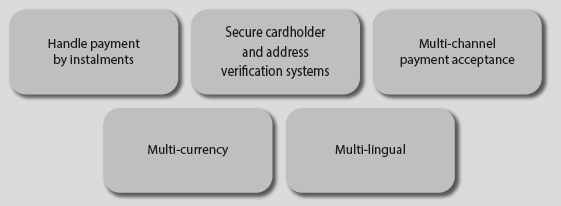 Handle payment
by instalments
Secure cardholder
and address
verification systems
Multi-channel
payment acceptance
Multi-currency
Multi-lingual